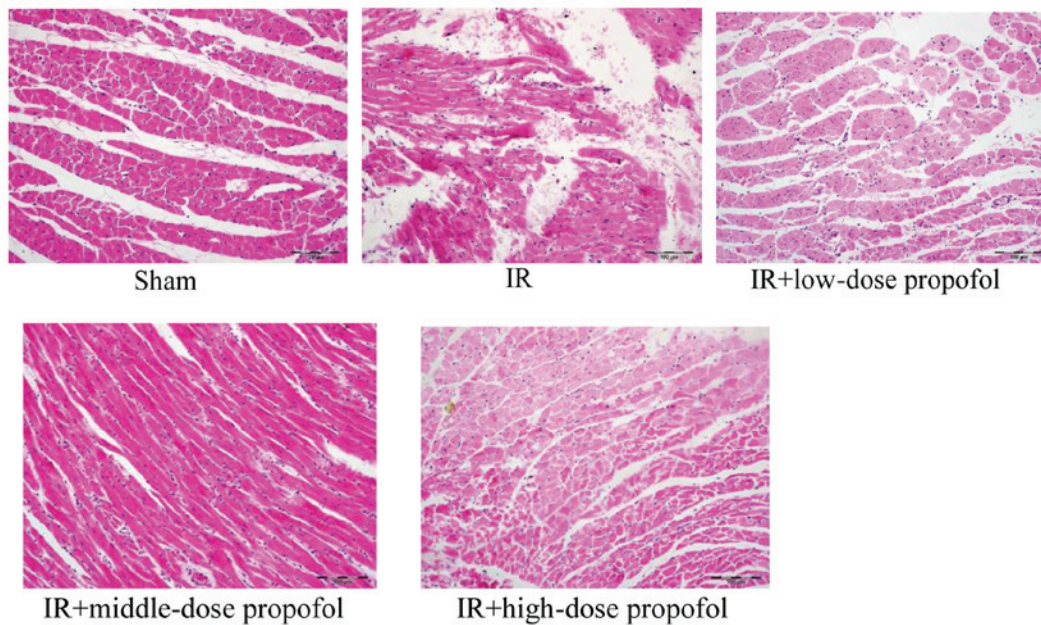 Sham
IR
IR+low-dose propofol
IR+middle-dose propofol
IR+high-dose propofol